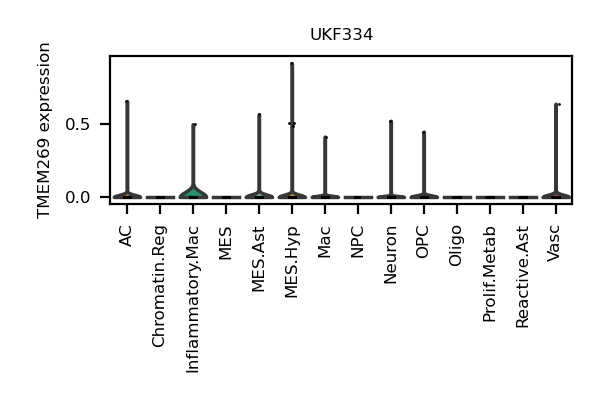 UKF334
TMEM269 expression
0.5
0.0
AC
Chromatin.Reg
Inflammatory.Mac
MES
MES.Ast
MES.Hyp
Mac
NPC
Neuron
OPC
Oligo
Prolif.Metab
Reactive.Ast
Vasc